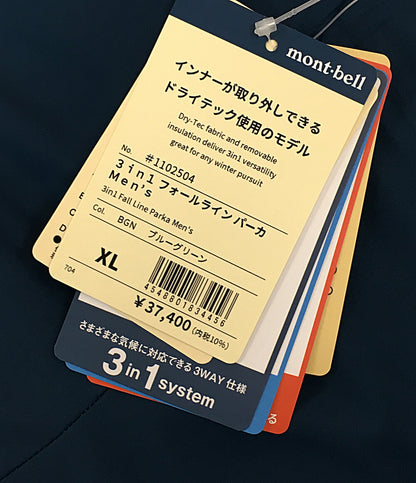 mont·bell
インナーが取り外しできる
ドライテック使用のモデル
Dry-Tec fabric and removable
insulation deliver 3in1 versatility
great for any winter pursuit
No. #1102504
3in1 フォールラインパーカ
Men's
3in1 Fall Line Parka Men's
Col. BGN ブルーグリーン
XL
704
4548801834456
¥37,400 (内税10%)
さまざまな気候に対応できる 3WAY 仕様
3in1system
る